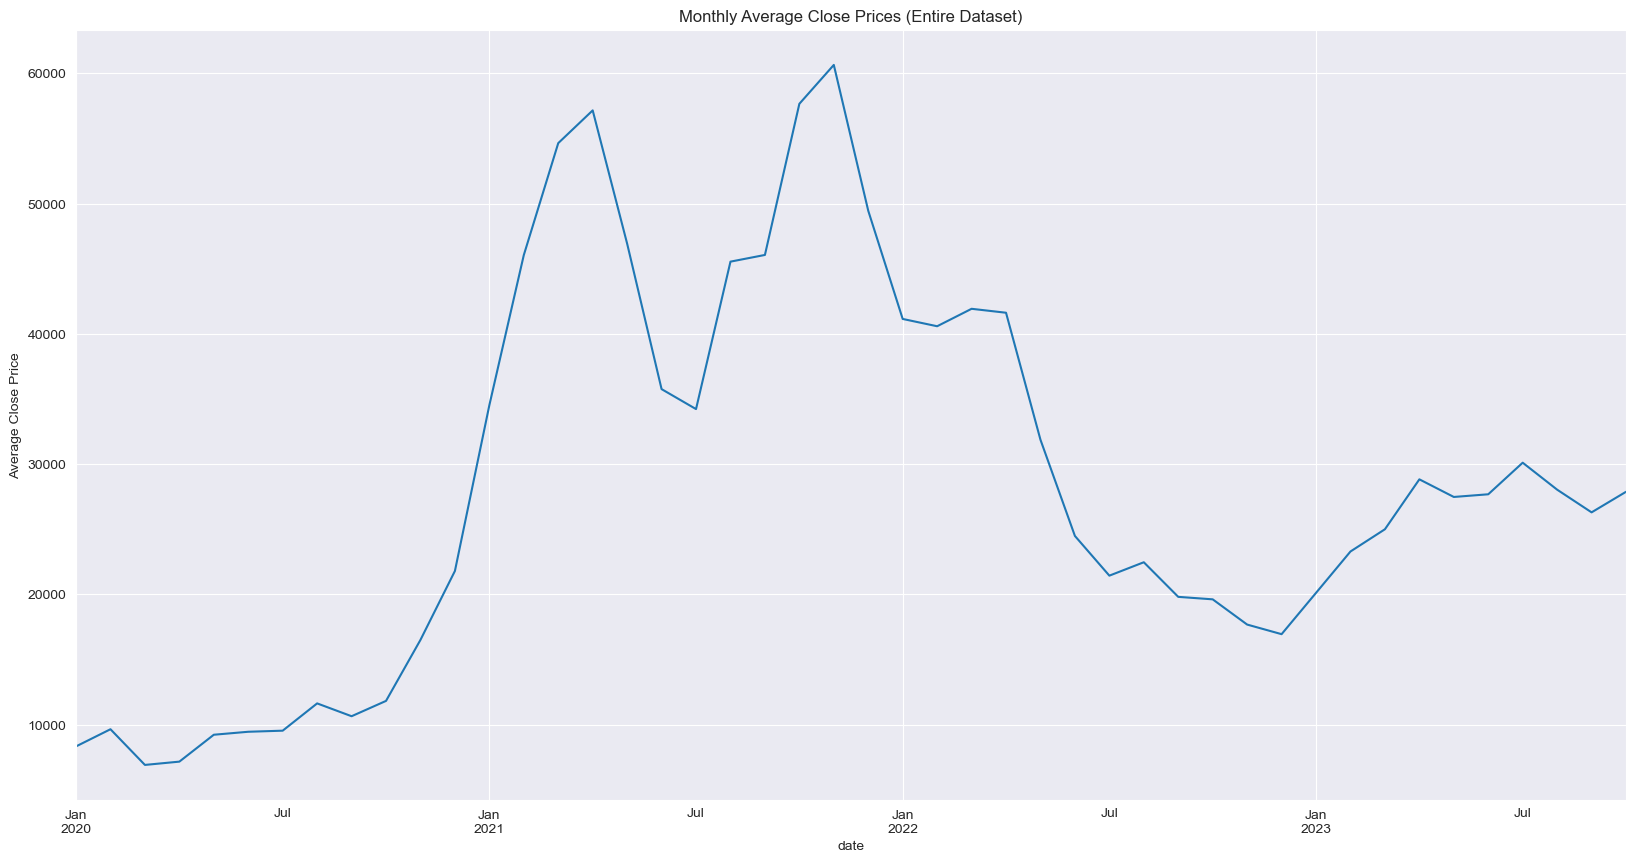 Monthly Average Close Prices (Entire Dataset)
60000
50000
40000
30000
20000
10000
Average Close Price
Jan
2020
Jul
Jan
2021
Jul
Jan
2022
Jul
Jan
2023
Jul
date